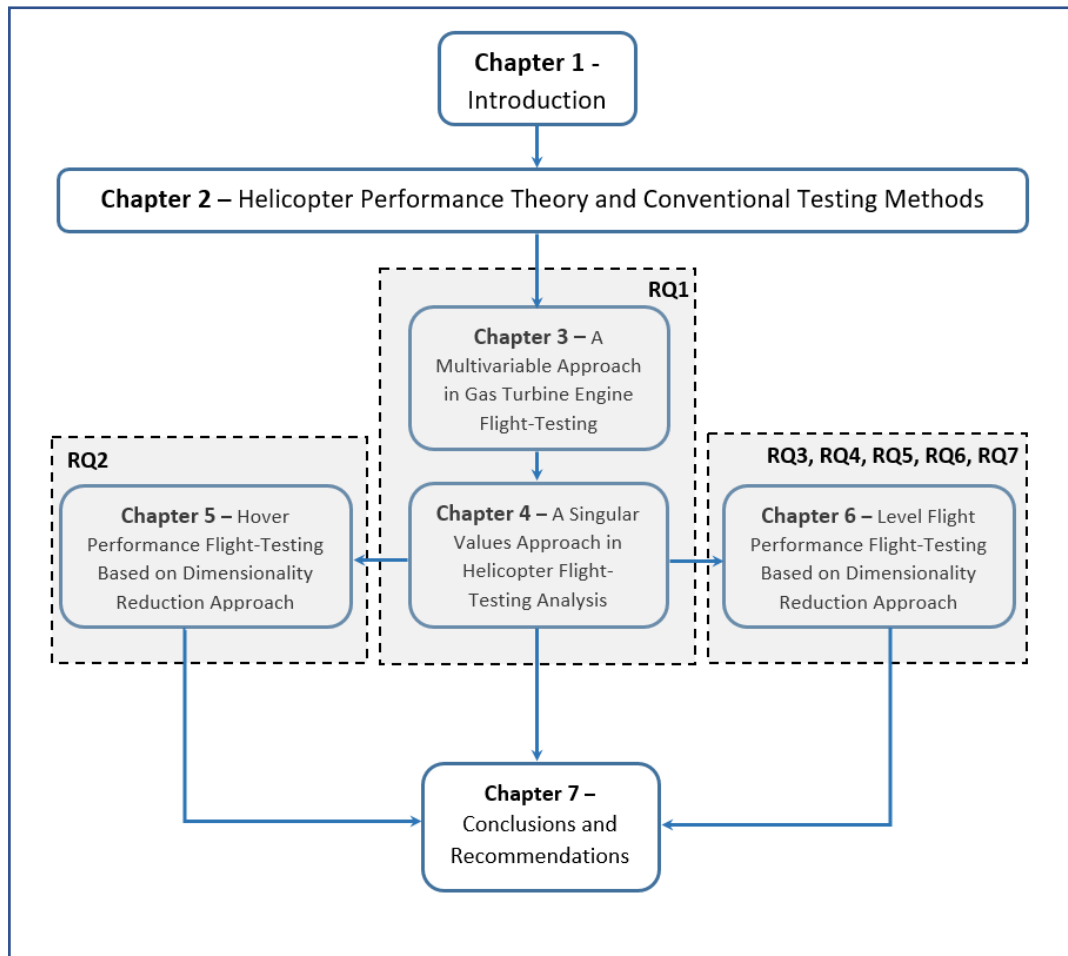 Chapter 1 -
Introduction
Chapter 2 – Helicopter Performance Theory and Conventional Testing Methods
RQ1
Chapter 3 – A
Multivariable Approach
in Gas Turbine Engine
Flight-Testing
RQ2
Chapter 5 – Hover
Performance Flight-Testing
Based on Dimensionality
Reduction Approach
Chapter 4 – A Singular
Values Approach in
Helicopter Flight-
Testing Analysis
RQ3, RQ4, RQ5, RQ6, RQ7
Chapter 6 – Level Flight
Performance Flight-Testing
Based on Dimensionality
Reduction Approach
Chapter 7 –
Conclusions and
Recommendations